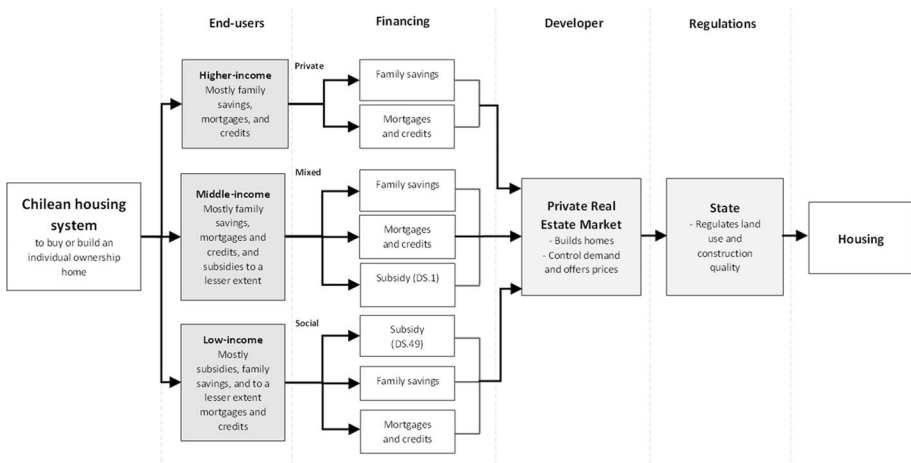 End-users
Financing
Developer
Regulations
Chilean housing
system
to buy or build an
individual ownership
home
Higher-income
Mostly family
savings,
mortgages, and
credits
Private
Family savings
Mortgages
and credits
Middle-income
Mostly family
savings,
mortgages and
credits, and
subsidies to a
lesser extent
Mixed
Family savings
Mortgages
and credits
Subsidy (DS.1)
Low-income
Mostly
subsidies, family
savings, and to a
lesser extent
mortgages and
credits
Social
Subsidy
(DS.49)
Family savings
Mortgages
and credits
Private Real
Estate Market
- Builds homes
- Control demand
and offers prices
State
- Regulates land
use and
construction
quality
Housing